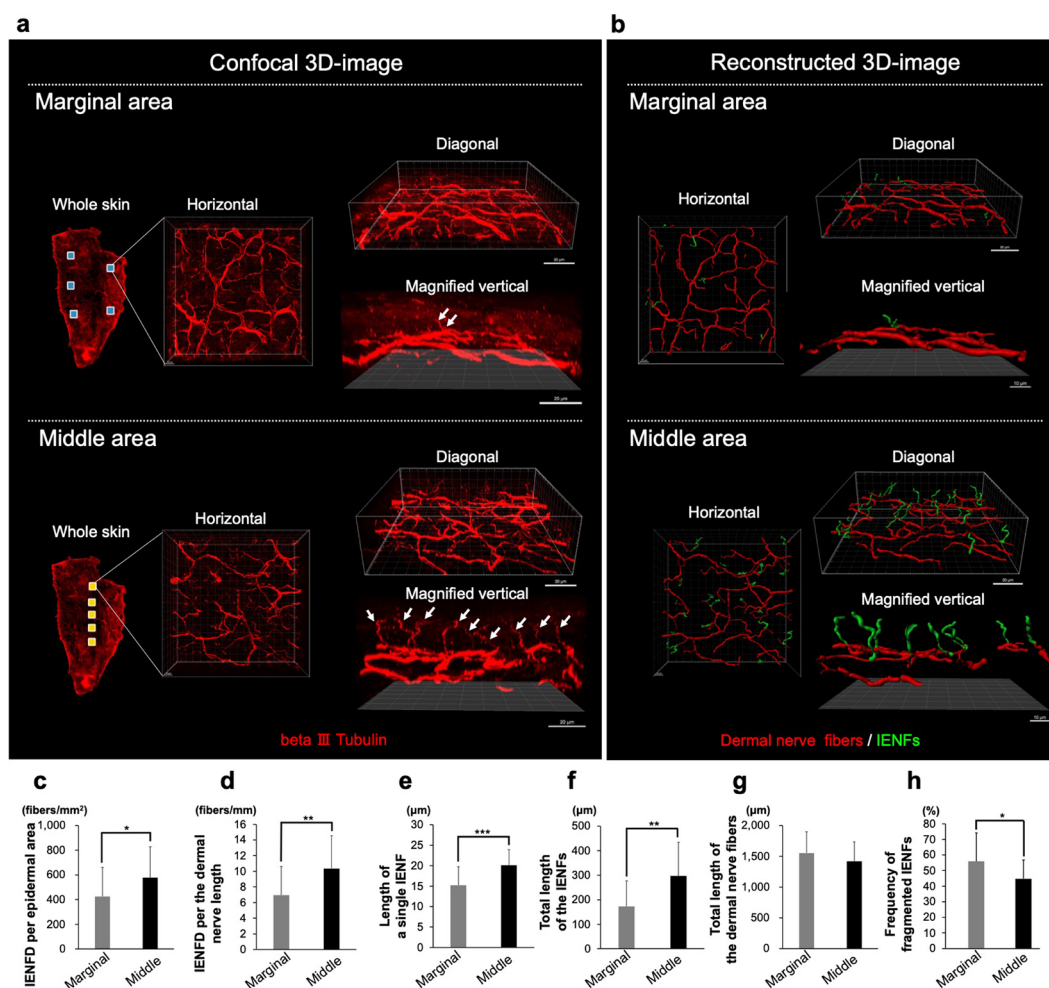 a
b
Confocal 3D-image
Reconstructed 3D-image
Marginal area
Marginal area
Diagonal
Diagonal
Whole skin
Horizontal
Horizontal
Magnified vertical
Magnified vertical
20 μm
10 μm
Middle area
Middle area
Diagonal
Diagonal
Whole skin
Horizontal
Horizontal
Magnified vertical
Magnified vertical
20 μm
beta Ⅲ Tubulin
Dermal nerve fibers / IENFs
c
(fibers/mm²)
IENFD per epidermal area
1,000
800
600
400
200
0
*
Marginal
Middle
d
(fibers/mm)
IENFD per the dermal
nerve length
16
14
12
10
8
6
4
2
0
**
Marginal
Middle
e
(μm)
Length of
a single IENF
30
25
20
15
10
5
0
***
Marginal
Middle
f
(μm)
Total length
of the IENFs
500
400
300
200
100
0
**
Marginal
Middle
g
(μm)
Total length of
the dermal nerve fibers
2,000
1,500
1,000
500
0
Marginal
Middle
h
(%)
Frequency of
fragmented IENFs
80
70
60
50
40
30
20
10
0
*
Marginal
Middle